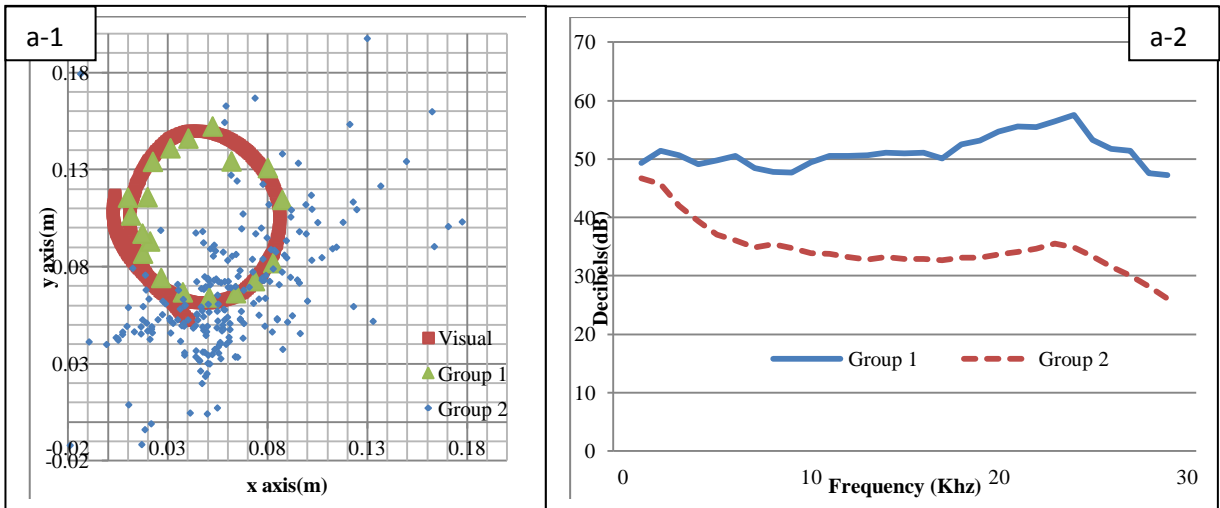 a-1
y axis(m)
0.18
0.13
0.08
0.03
-0.02
-0.02
0.03
0.08
0.13
0.18
x axis(m)
Visual
Group 1
Group 2
a-2
Decibels(dB)
70
60
50
40
30
20
10
0
0
10
20
30
Frequency (Khz)
Group 1
Group 2